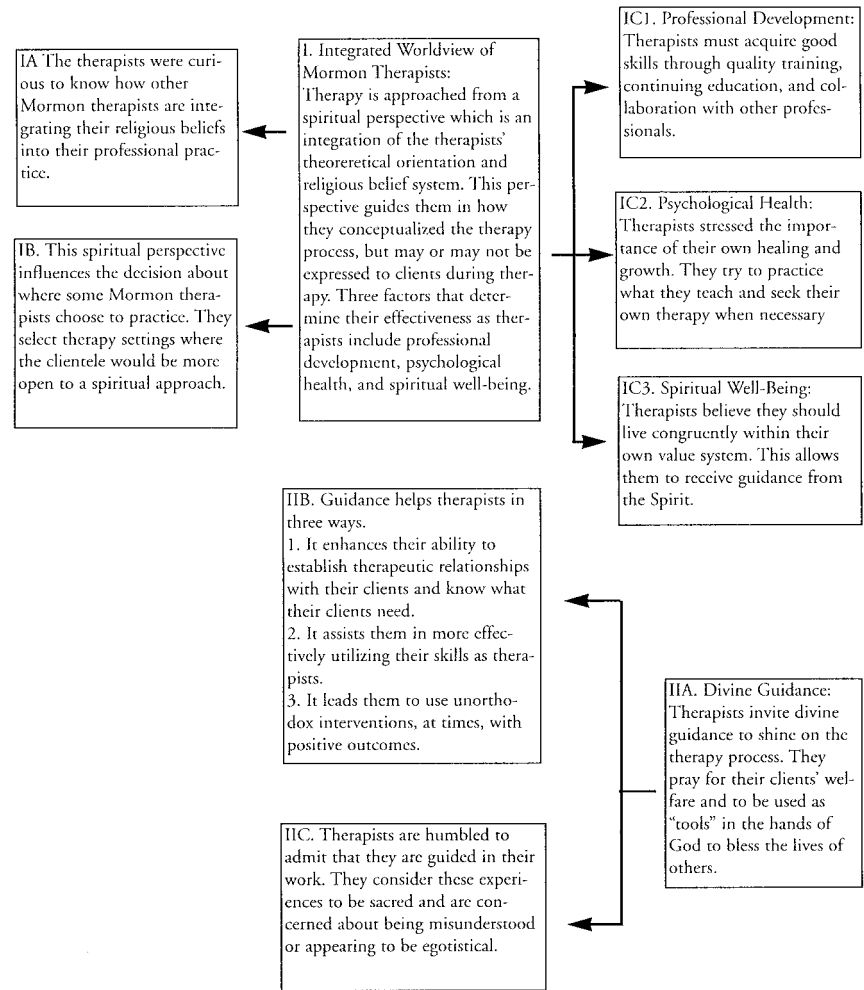 IA The therapists were curi-
ous to know how other
Mormon therapists are inte-
grating their religious beliefs
into their professional prac-
tice.
IB. This spiritual perspective
influences the decision about
where some Mormon thera-
pists choose to practice. They
select therapy settings where
the clientele would be more
open to a spiritual approach.
I. Integrated Worldview of
Mormon Therapists:
Therapy is approached from a
spiritual perspective which is an
integration of the therapists'
theoreretical orientation and
religious belief system. This per-
spective guides them in how
they conceptualized the therapy
process, but may or may not be
expressed to clients during ther-
apy. Three factors that deter-
mine their effectiveness as ther-
apists include professional
development, psychological
health, and spiritual well-being.
IC1. Professional Development:
Therapists must acquire good
skills through quality training,
continuing education, and col-
laboration with other profes-
sionals.
IC2. Psychological Health:
Therapists stressed the impor-
tance of their own healing and
growth. They try to practice
what they teach and seek their
own therapy when necessary
IC3. Spiritual Well-Being:
Therapists believe they should
live congruently within their
own value system. This allows
them to receive guidance from
the Spirit.
IIB. Guidance helps therapists in
three ways.
1. It enhances their ability to
establish therapeutic relationships
with their clients and know what
their clients need.
2. It assists them in more effec-
tively utilizing their skills as thera-
pists.
3. It leads them to use unortho-
dox interventions, at times, with
positive outcomes.
IIA. Divine Guidance:
Therapists invite divine
guidance to shine on the
therapy process. They
pray for their clients' wel-
fare and to be used as
"tools" in the hands of
God to bless the lives of
others.
IIC. Therapists are humbled to
admit that they are guided in their
work. They consider these experi-
ences to be sacred and are con-
cerned about being misunderstood
or appearing to be egotistical.